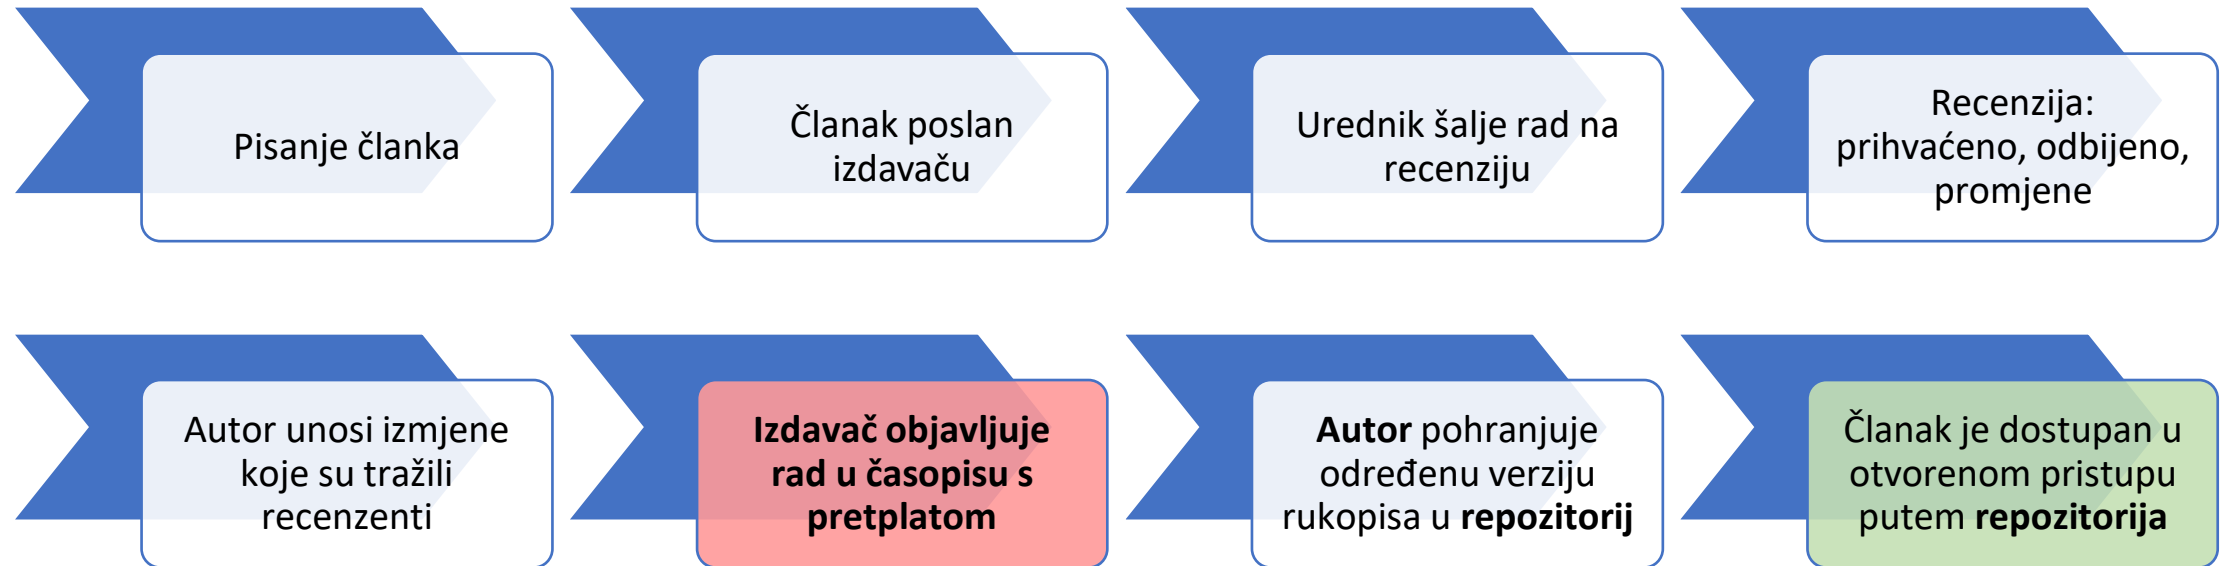 Pisanje članka
Članak poslan
izdavaču
Urednik šalje rad na
recenziju
Recenzija:
prihvaćeno, odbijeno,
promjene
Autor unosi izmjene
koje su tražili
recenzenti
Izdavač objavljuje
rad u časopisu s
pretplatom
Autor pohranjuje
određenu verziju
rukopisa u repozitorij
Članak je dostupan u
otvorenom pristupu
putem repozitorija